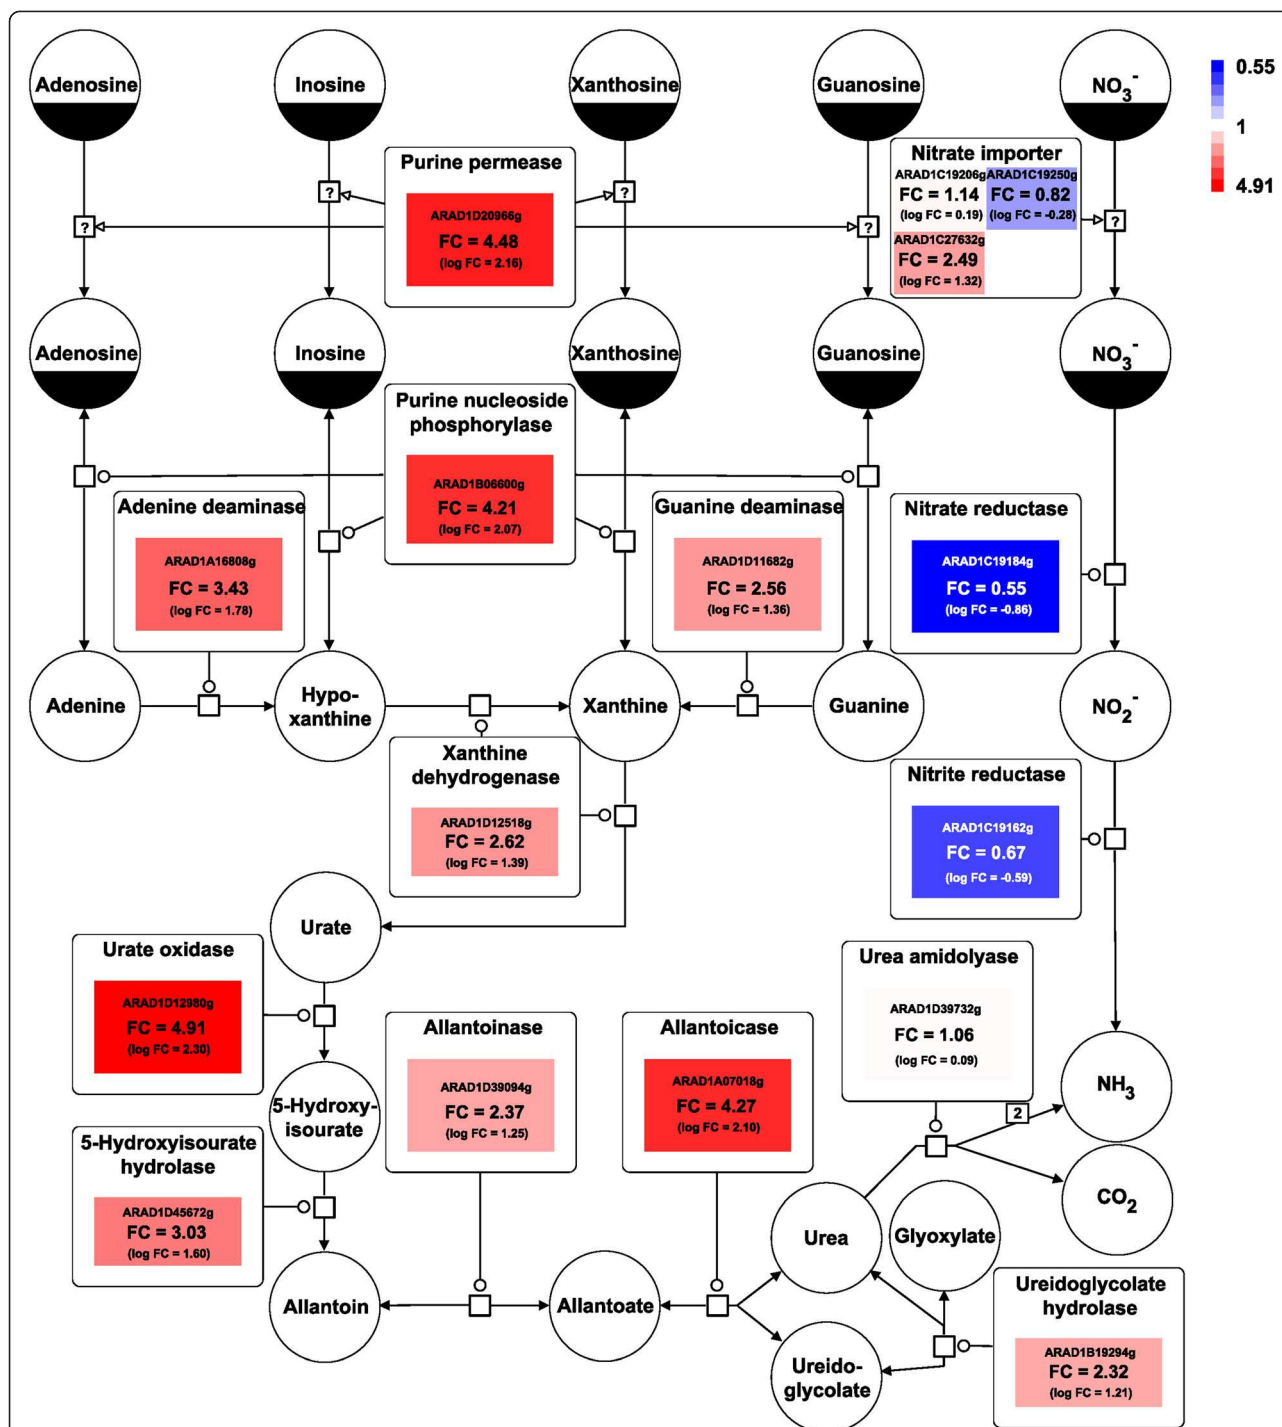 Adenosine
Inosine
Xanthosine
Guanosine
NO3-
0.55
1
4.91
Purine permease
ARAD1D20966g
FC = 4.48
(log FC = 2.16)
Nitrate importer
ARAD1C19206g
FC = 1.14
(log FC = 0.19)
ARAD1C19250g
FC = 0.82
(log FC = -0.28)
ARAD1C27632g
FC = 2.49
(log FC = 1.32)
?
?
?
?
?
Adenosine
Inosine
Xanthosine
Guanosine
NO3-
Purine nucleoside
phosphorylase
ARAD1B06600g
FC = 4.21
(log FC = 2.07)
Adenine deaminase
ARAD1A16808g
FC = 3.43
(log FC = 1.78)
Guanine deaminase
ARAD1D11682g
FC = 2.56
(log FC = 1.36)
Nitrate reductase
ARAD1C19184g
FC = 0.55
(log FC = -0.86)
Adenine
Hypo-
xanthine
Xanthine
Guanine
NO2-
Xanthine
dehydrogenase
ARAD1D12518g
FC = 2.62
(log FC = 1.39)
Nitrite reductase
ARAD1C19162g
FC = 0.67
(log FC = -0.59)
Urate
Urate oxidase
ARAD1D12980g
FC = 4.91
(log FC = 2.30)
Allantoinase
ARAD1D39094g
FC = 2.37
(log FC = 1.25)
Allantoicase
ARAD1A07018g
FC = 4.27
(log FC = 2.10)
Urea amidolyase
ARAD1D39732g
FC = 1.06
(log FC = 0.09)
5-Hydroxy-
isourate
2
NH3
CO2
5-Hydroxyisourate
hydrolase
ARAD1D45672g
FC = 3.03
(log FC = 1.60)
Urea
Glyoxylate
Allantoin
Allantoate
Ureido-
glycolate
Ureidoglycolate
hydrolase
ARAD1B19294g
FC = 2.32
(log FC = 1.21)